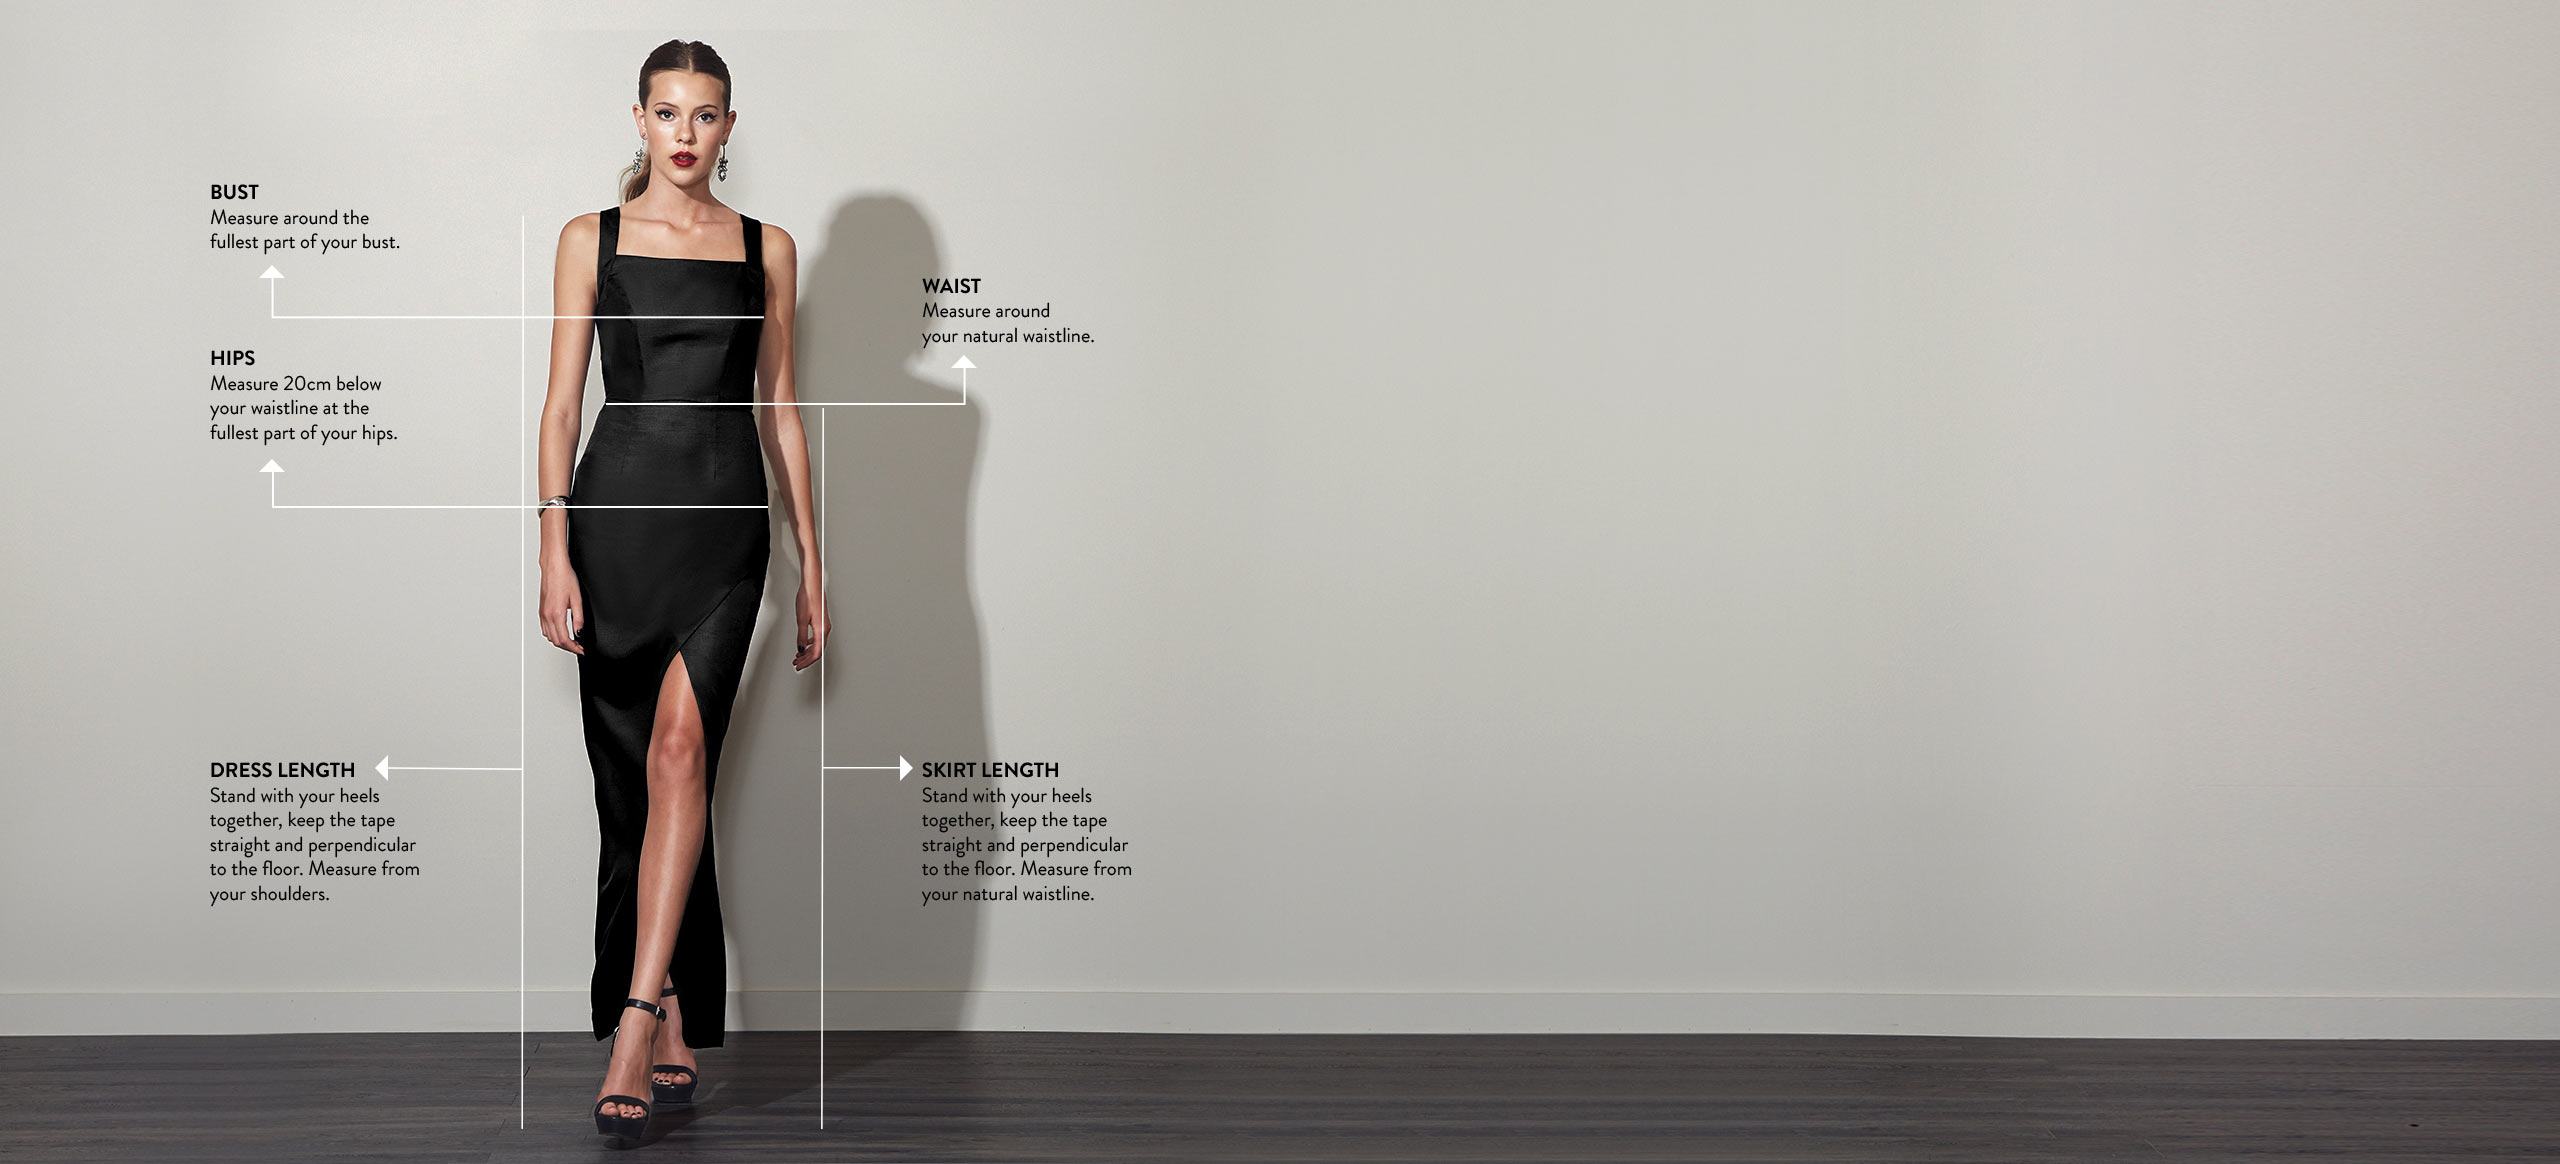 BUST
Measure around the
fullest part of your bust.
HIPS
Measure 20cm below
your waistline at the
fullest part of your hips.
WAIST
Measure around
your natural waistline.
DRESS LENGTH
Stand with your heels
together, keep the tape
straight and perpendicular
to the floor. Measure from
your shoulders.
SKIRT LENGTH
Stand with your heels
together, keep the tape
straight and perpendicular
to the floor. Measure from
your natural waistline.